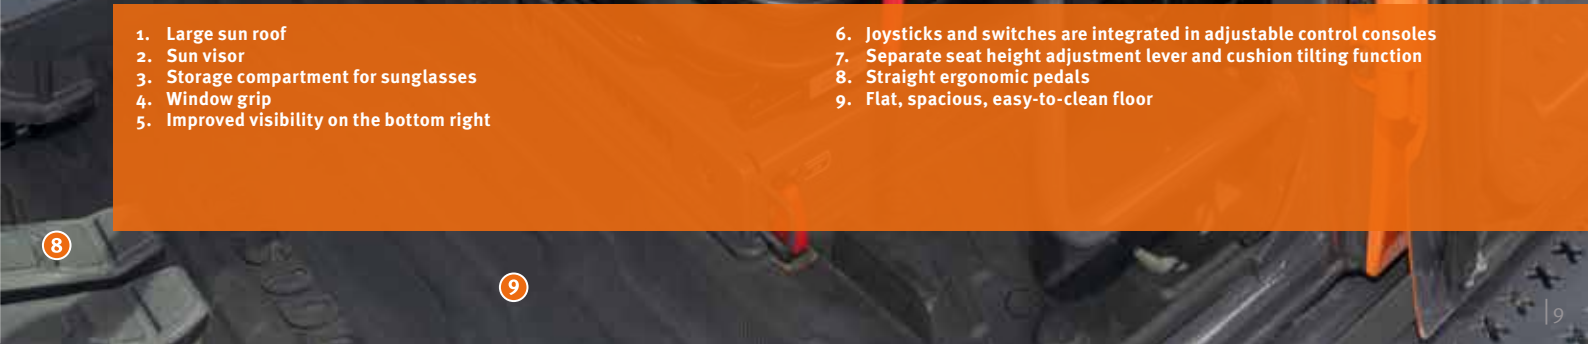 1. Large sun roof
2. Sun visor
3. Storage compartment for sunglasses
4. Window grip
5. Improved visibility on the bottom right
6. Joysticks and switches are integrated in adjustable control consoles
7. Separate seat height adjustment lever and cushion tilting function
8. Straight ergonomic pedals
9. Flat, spacious, easy-to-clean floor
8
9
|9